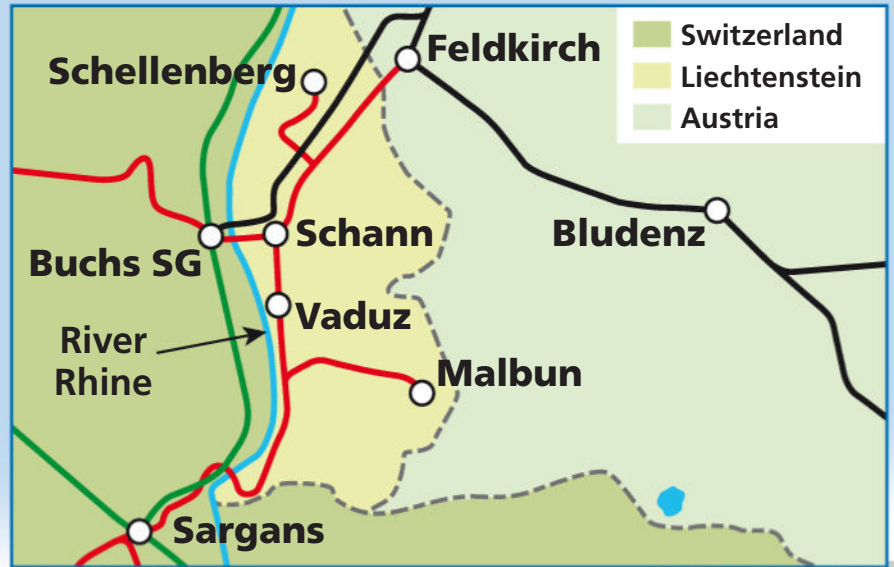 Switzerland
Liechtenstein
Austria
Feldkirch
Schellenberg
Schann
Bludenz
Buchs SG
Vaduz
River
Rhine
Malbun
Sargans